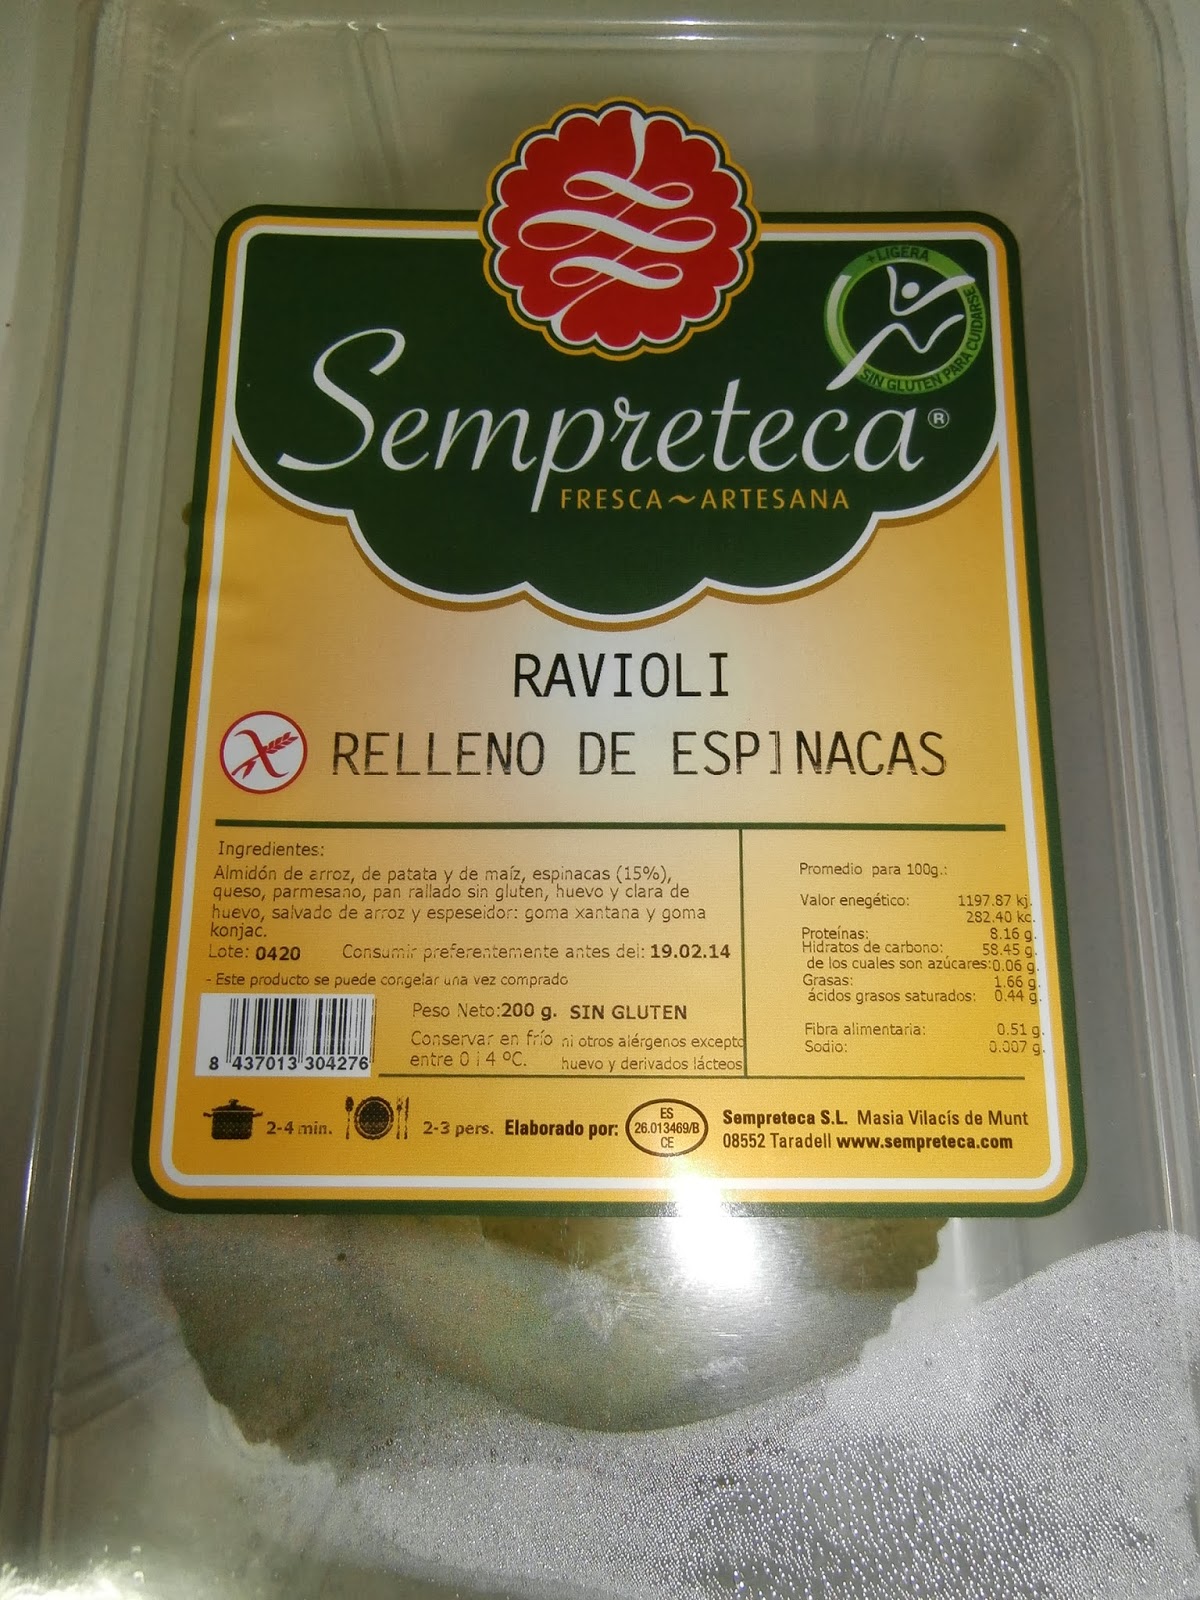 +LIGERA
SIN GLUTEN PARA CUIDARSE
Sempreteca®
FRESCA~ARTESANA
RAVIOLI
RELLENO DE ESPINACAS
Ingredientes:
Almidón de arroz, de patata y de maíz, espinacas (15%),
queso, parmesano, pan rallado sin gluten, huevo y clara de
huevo, salvado de arroz y espeseidor: goma xantana y goma
konjac.
Lote: 0420 Consumir preferentemente antes del: 19.02.14
- Este producto se puede congelar una vez comprado
Peso Neto:200 g. SIN GLUTEN
Conservar en frío ni otros alérgenos excepto
entre 0 i 4 ºC. huevo y derivados lácteos
8 437013 304276
Promedio para 100g.:
Valor enegético: 1197.87 kj.
282.40 kc.
Proteínas: 8.16 g.
Hidratos de carbono: 58.45 g.
de los cuales son azúcares:0.06 g.
Grasas: 1.66 g.
ácidos grasos saturados: 0.44 g.
Fibra alimentaria: 0.51 g.
Sodio: 0.007 g.
2-4 min. 2-3 pers. Elaborado por:
ES
26.013469/B
CE
Sempreteca S.L. Masia Vilacís de Munt
08552 Taradell www.sempreteca.com